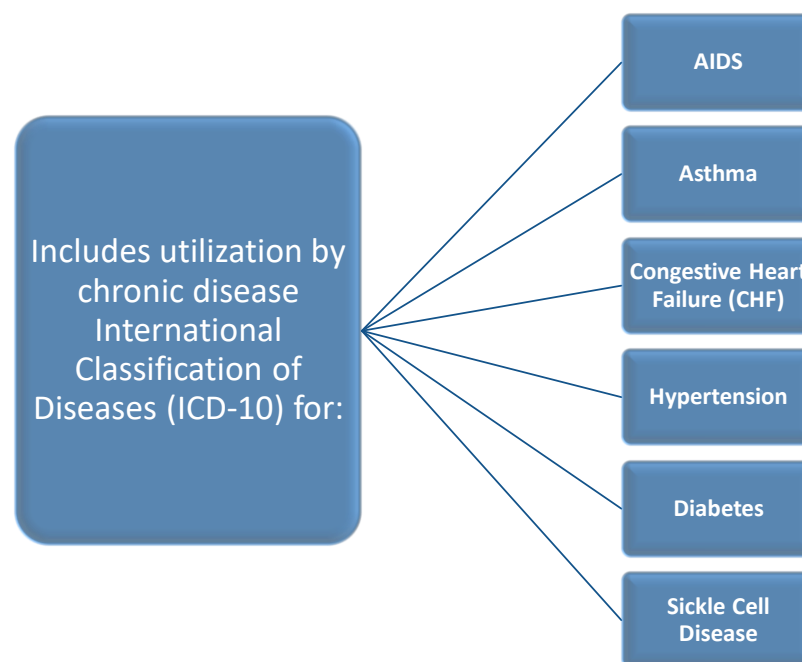 Includes utilization by
chronic disease
International
Classification of
Diseases (ICD-10) for:
AIDS
Asthma
Congestive Heart
Failure (CHF)
Hypertension
Diabetes
Sickle Cell
Disease